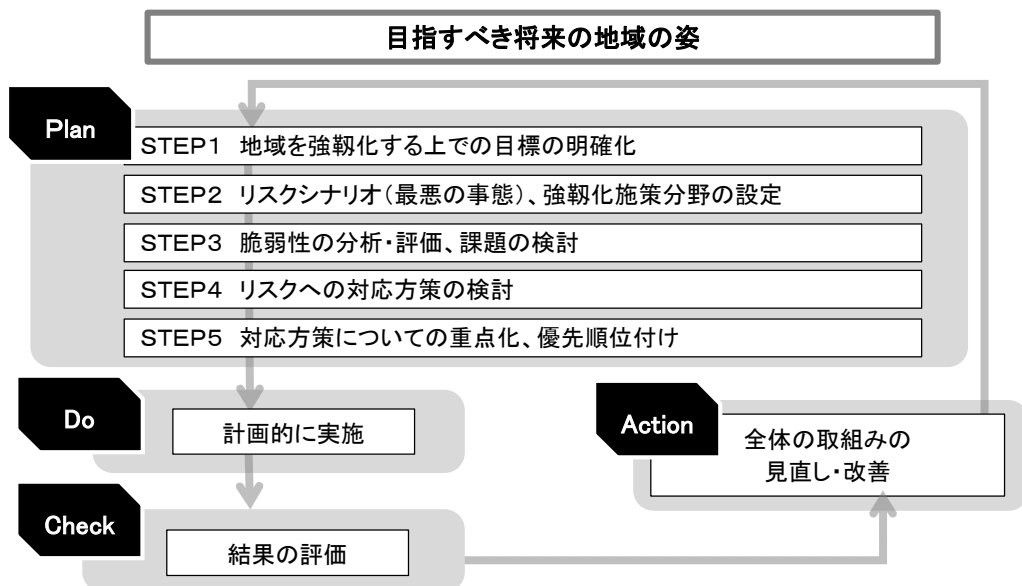 目指すべき将来の地域の姿
Plan
STEP1 地域を強靱化する上での目標の明確化
STEP2 リスクシナリオ(最悪の事態)、強靱化施策分野の設定
STEP3 脆弱性の分析・評価、課題の検討
STEP4 リスクへの対応方策の検討
STEP5 対応方策についての重点化、優先順位付け
Do
計画的に実施
Action
全体の取組みの
見直し・改善
Check
結果の評価